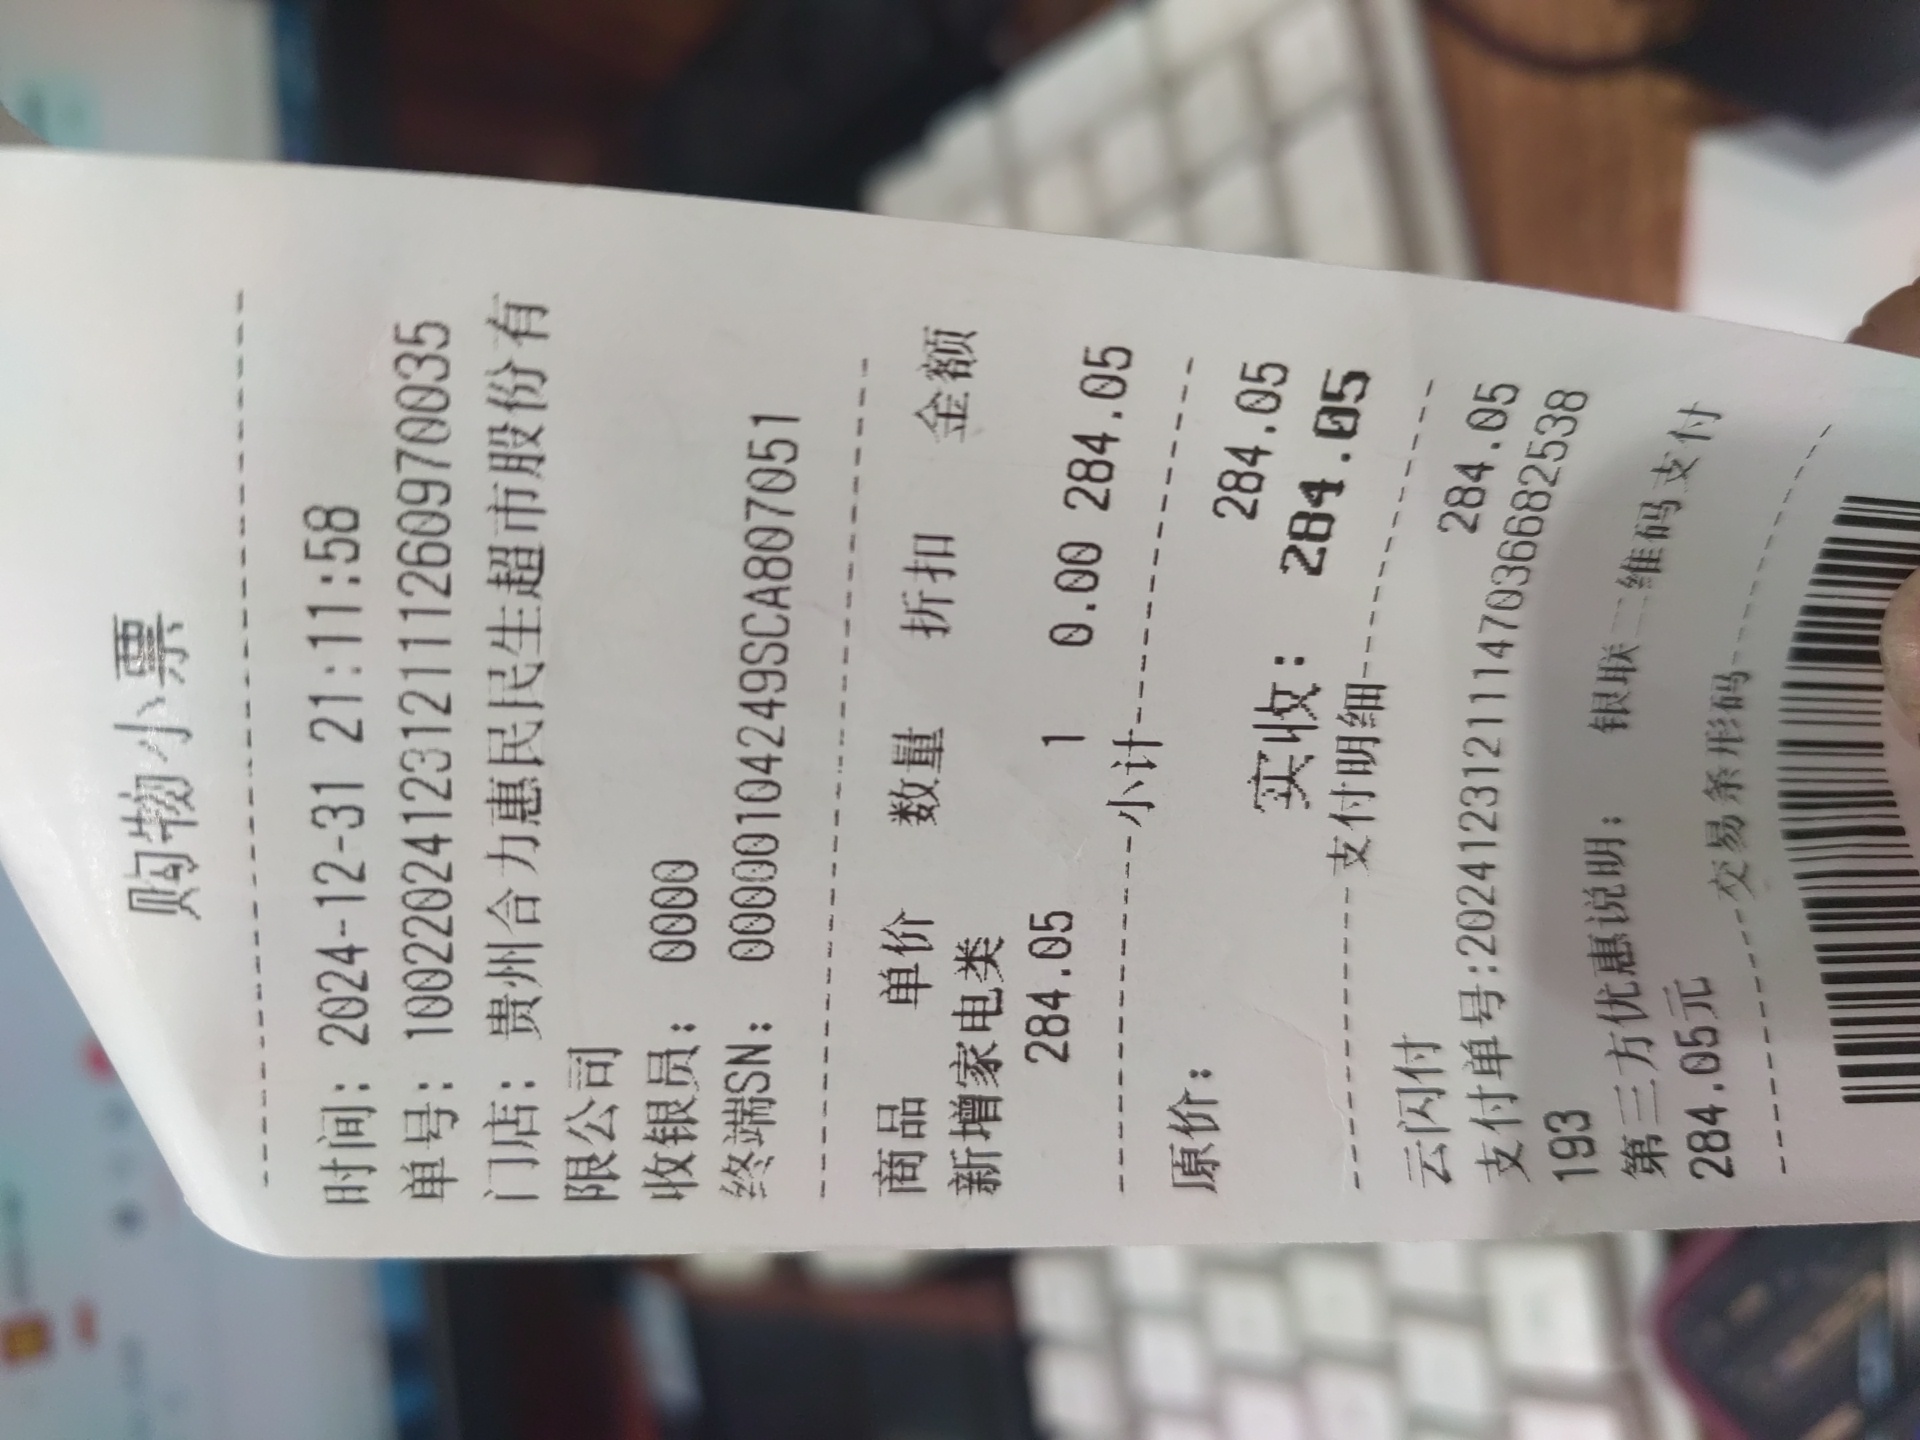 购物小票
时间: 2024-12-31 21:11:58
单号: 10022024123121112609700035
门店: 贵州合力惠民民生超市股份有
限公司
收银员: 0000
终端SN: 00000104249SCA807051
商品 单价 数量 折扣 金额
新增家电类
284.05 1 0.00 284.05
小计
原价: 284.05
实收: 284.05
支付明细
云闪付 284.05
支付单号:20241231211147036682538
193
第三方优惠说明: 银联二维码支付
284.05元
交易条形码